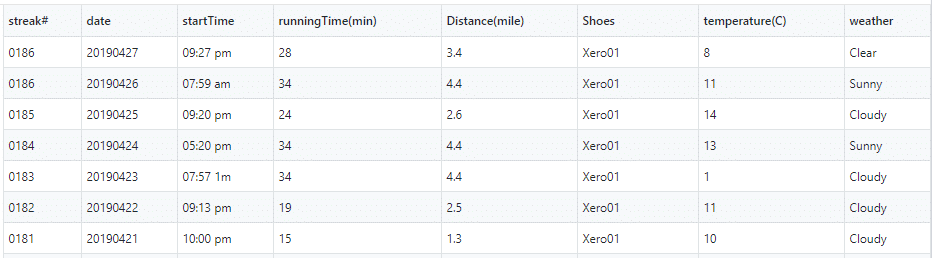 streak# date startTime runningTime(min) Distance(mile) Shoes temperature(C) weather
0186 20190427 09:27 pm 28 3.4 Xero01 8 Clear
0186 20190426 07:59 am 34 4.4 Xero01 11 Sunny
0185 20190425 09:20 pm 24 2.6 Xero01 14 Cloudy
0184 20190424 05:20 pm 34 4.4 Xero01 13 Sunny
0183 20190423 07:57 1m 34 4.4 Xero01 1 Cloudy
0182 20190422 09:13 pm 19 2.5 Xero01 11 Cloudy
0181 20190421 10:00 pm 15 1.3 Xero01 10 Cloudy